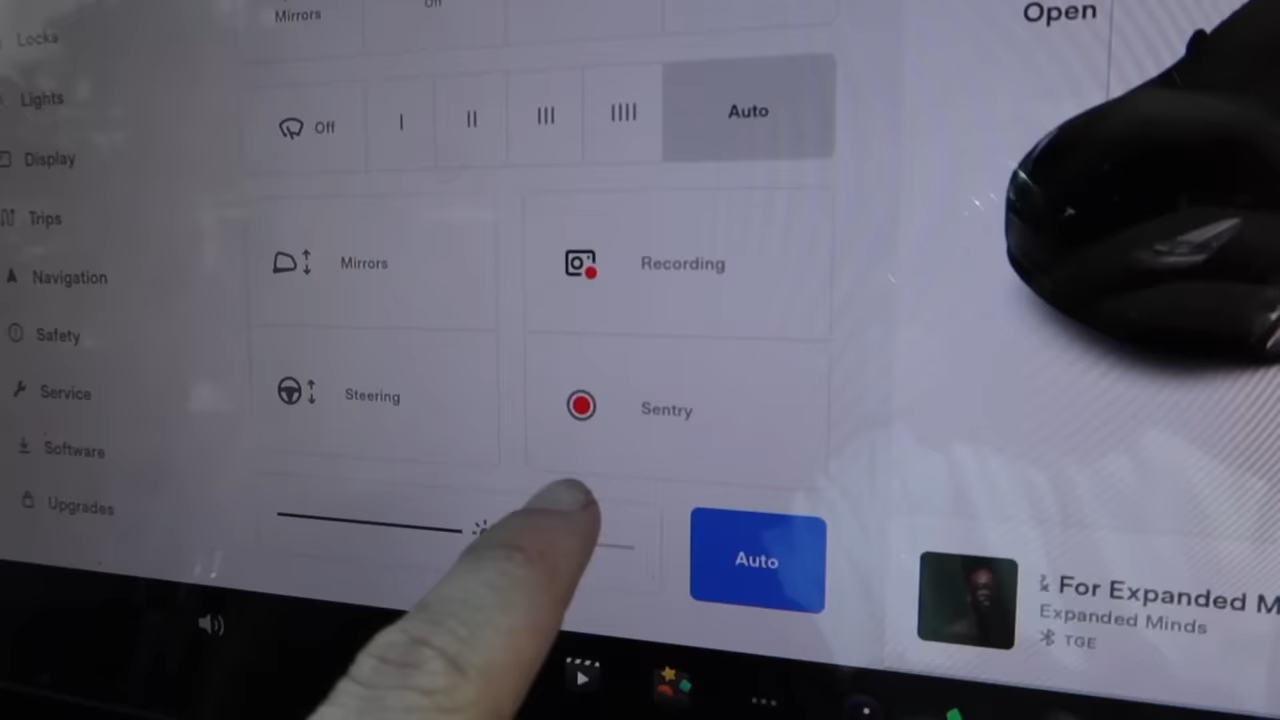 Mirrors
Off
Open
Locks
Lights
Display
Trips
Navigation
Safety
Service
Software
Upgrades
Off
I
II
III
IIII
Auto
Mirrors
Recording
Steering
Sentry
Auto
For Expanded M
Expanded Minds
TGE